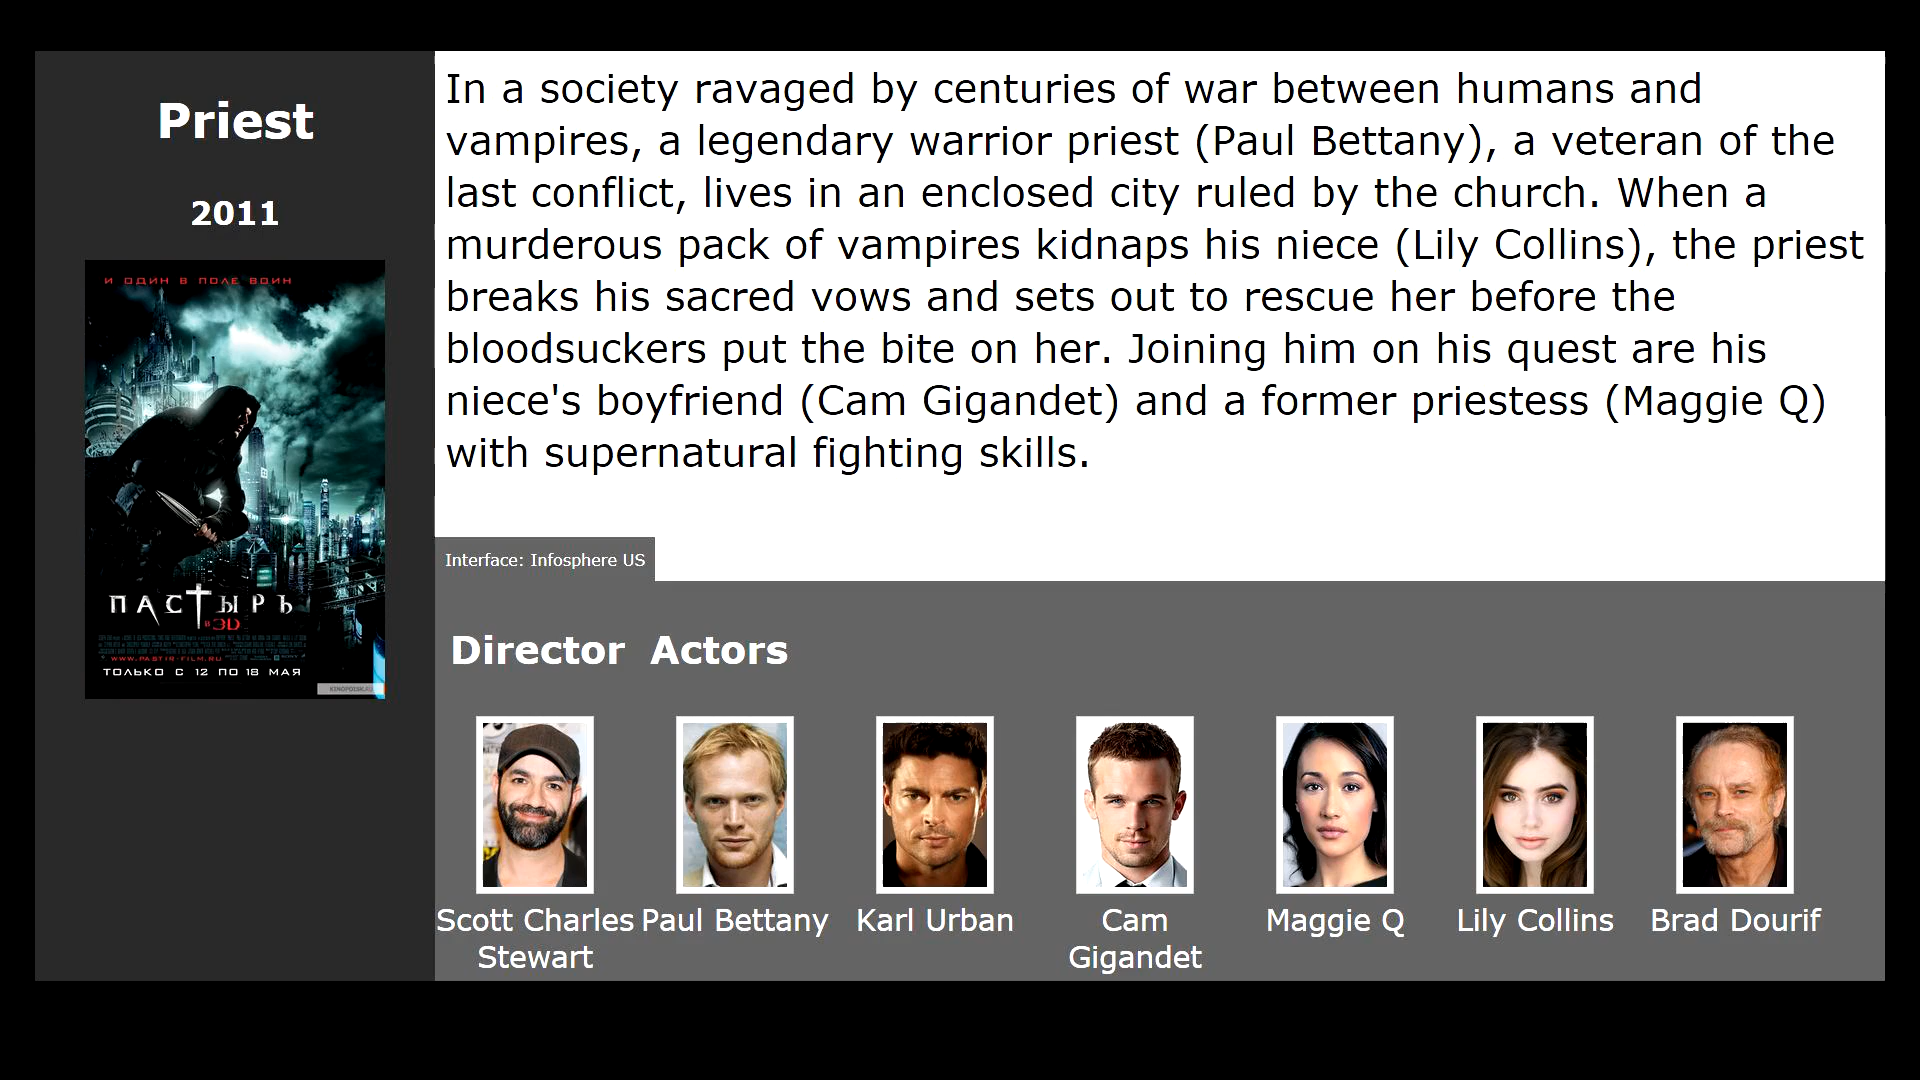 Priest
2011
И ОДИН В ПОЛЕ ВОИН
ПАСТЫРЬ
В 3D
WWW.PASTIR-FILM.RU
ТОЛЬКО С 12 ПО 18 МАЯ
KINOPOISK.RU
In a society ravaged by centuries of war between humans and
vampires, a legendary warrior priest (Paul Bettany), a veteran of the
last conflict, lives in an enclosed city ruled by the church. When a
murderous pack of vampires kidnaps his niece (Lily Collins), the priest
breaks his sacred vows and sets out to rescue her before the
bloodsuckers put the bite on her. Joining him on his quest are his
niece's boyfriend (Cam Gigandet) and a former priestess (Maggie Q)
with supernatural fighting skills.
Interface: Infosphere US
Director Actors
Scott Charles Stewart
Paul Bettany
Karl Urban
Cam Gigandet
Maggie Q
Lily Collins
Brad Dourif